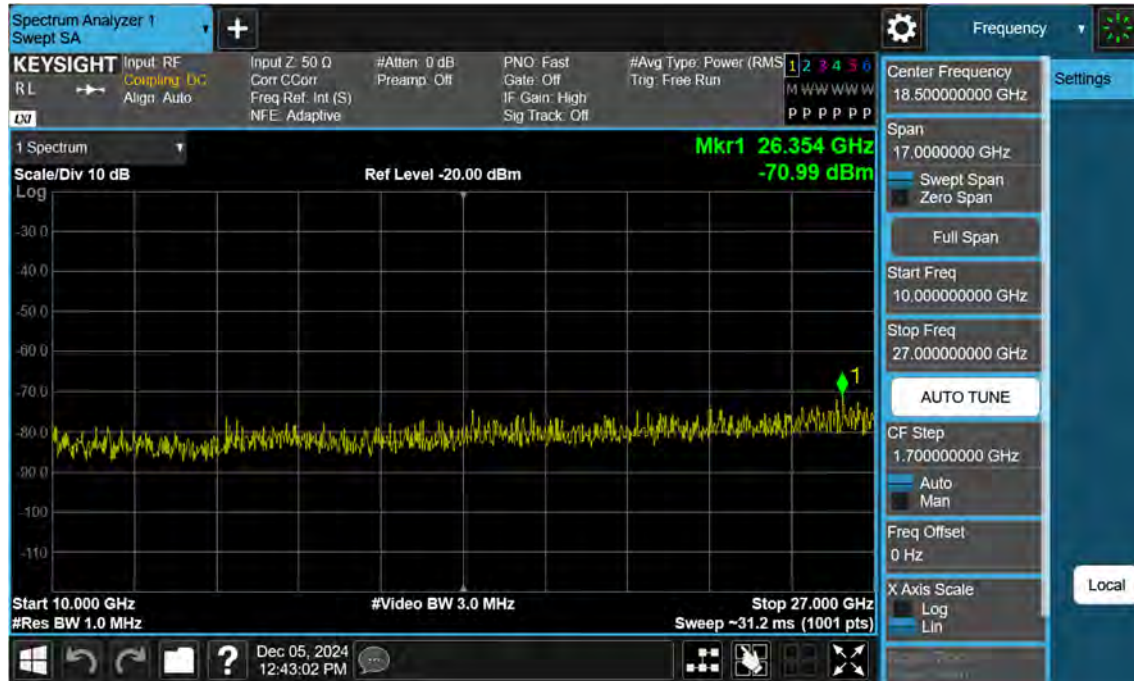 Spectrum Analyzer 1
Swept SA
Frequency
KEYSIGHT
RL
LXI
Input: RF
Coupling: DC
Align: Auto
Input Z: 50 Ω
Corr CCorr
Freq Ref: Int (S)
NFE: Adaptive
#Atten: 0 dB
Preamp: Off
PNO: Fast
Gate: Off
IF Gain: High
Sig Track: Off
#Avg Type: Power (RMS
Trig: Free Run
1 2 3 4 5 6
M W W W W W
P P P P P P
1 Spectrum
Scale/Div 10 dB
Ref Level -20.00 dBm
Mkr1 26.354 GHz
-70.99 dBm
Log
-30.0
-40.0
-50.0
-60.0
-70.0
-80.0
-90.0
-100
-110
1
Start 10.000 GHz
#Video BW 3.0 MHz
Stop 27.000 GHz
#Res BW 1.0 MHz
Sweep ~31.2 ms (1001 pts)
Center Frequency
18.500000000 GHz
Span
17.0000000 GHz
Swept Span
Zero Span
Full Span
Start Freq
10.000000000 GHz
Stop Freq
27.000000000 GHz
AUTO TUNE
CF Step
1.700000000 GHz
Auto
Man
Freq Offset
0 Hz
X Axis Scale
Log
Lin
Settings
Local
?
Dec 05, 2024
12:43:02 PM